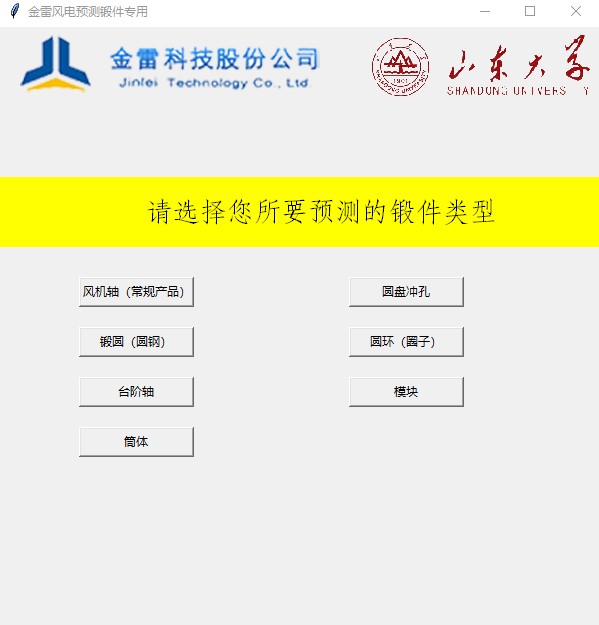 金雷风电预测锻件专用
金雷科技股份公司
Jinlei Technology Co., Ltd.
山东大学
SHANDONG UNIVERSITY
1901
请选择您所要预测的锻件类型
风机轴（常规产品）
圆盘冲孔
锻圆（圆钢）
圆环（圈子）
台阶轴
模块
筒体